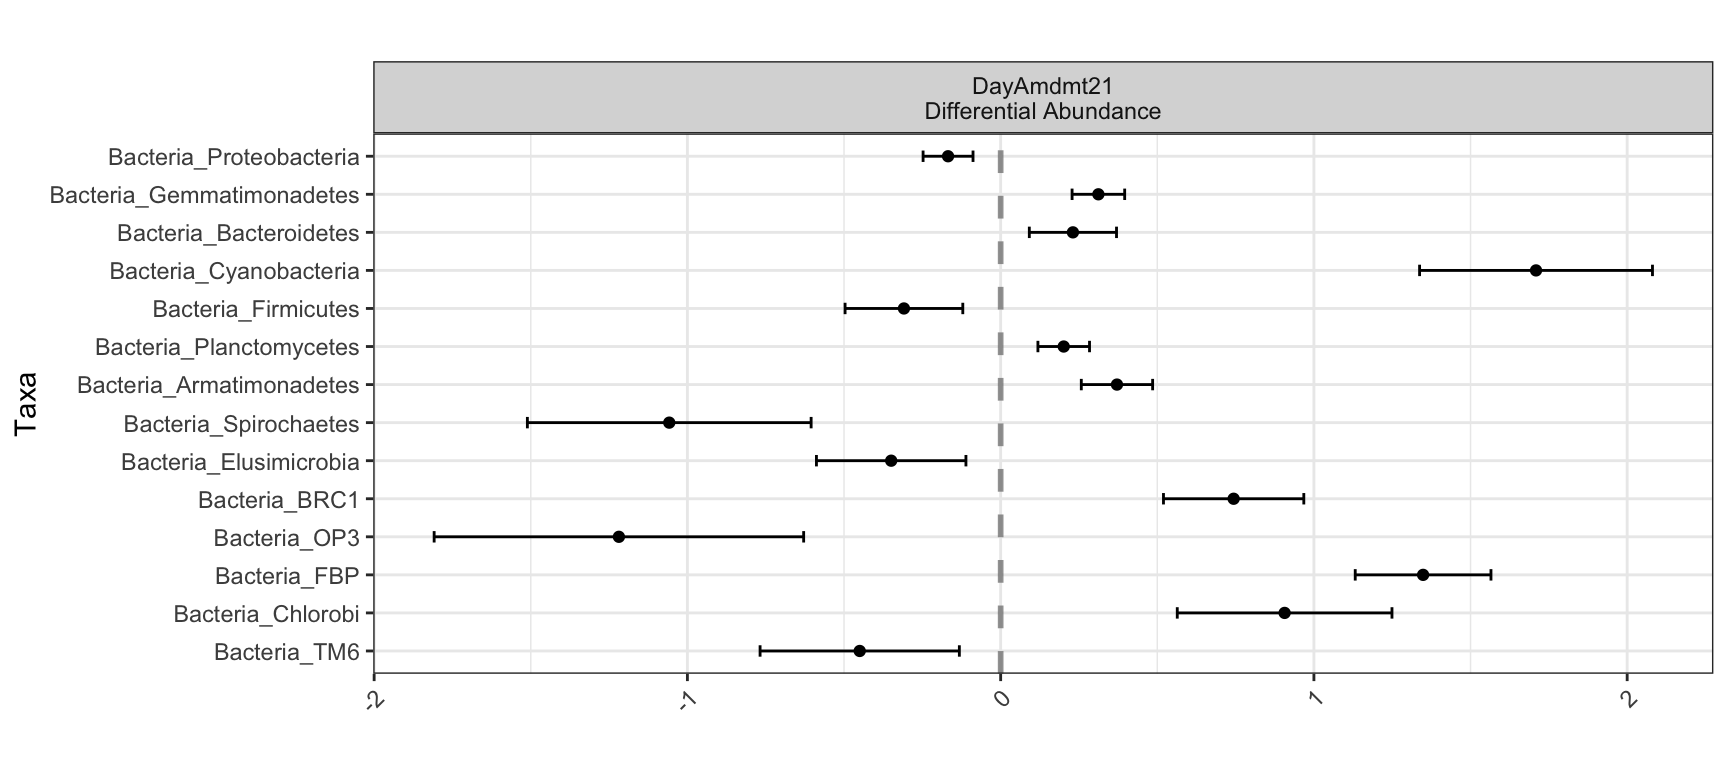 DayAmdmt21
Differential Abundance
Taxa
Bacteria_Proteobacteria
Bacteria_Gemmatimonadetes
Bacteria_Bacteroidetes
Bacteria_Cyanobacteria
Bacteria_Firmicutes
Bacteria_Planctomycetes
Bacteria_Armatimonadetes
Bacteria_Spirochaetes
Bacteria_Elusimicrobia
Bacteria_BRC1
Bacteria_OP3
Bacteria_FBP
Bacteria_Chlorobi
Bacteria_TM6
-2 -1 0 1 2